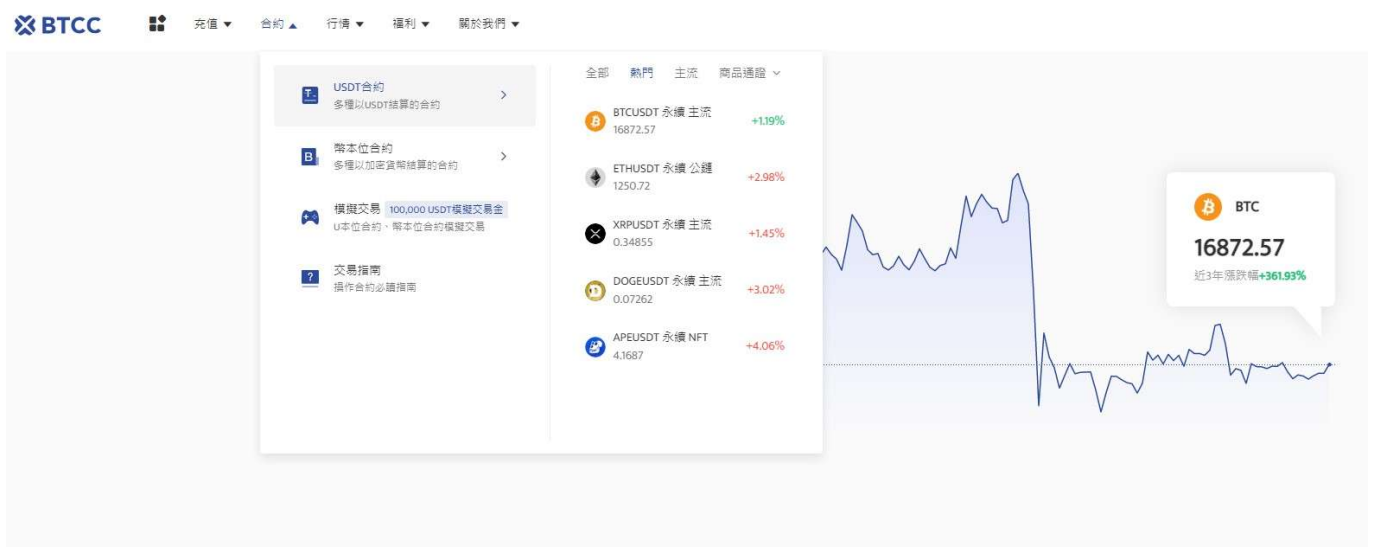 BTCC
充值 ▼
合約 ▲
行情 ▼
福利 ▼
關於我們 ▼
USDT合約
多種以USDT結算的合約
幣本位合約
多種以加密貨幣結算的合約
模擬交易 100,000 USDT模擬交易金
U本位合約、幣本位合約模擬交易
交易指南
操作合約必讀指南
全部 熱門 主流 商品通證
BTCUSDT 永續 主流
16872.57
+1.19%
ETHUSDT 永續 公鏈
1250.72
+2.98%
XRPUSDT 永續 主流
0.34855
+1.45%
DOGEUSDT 永續 主流
0.07262
+3.02%
APEUSDT 永續 NFT
4.1687
+4.06%
BTC
16872.57
近3年漲跌幅+361.93%